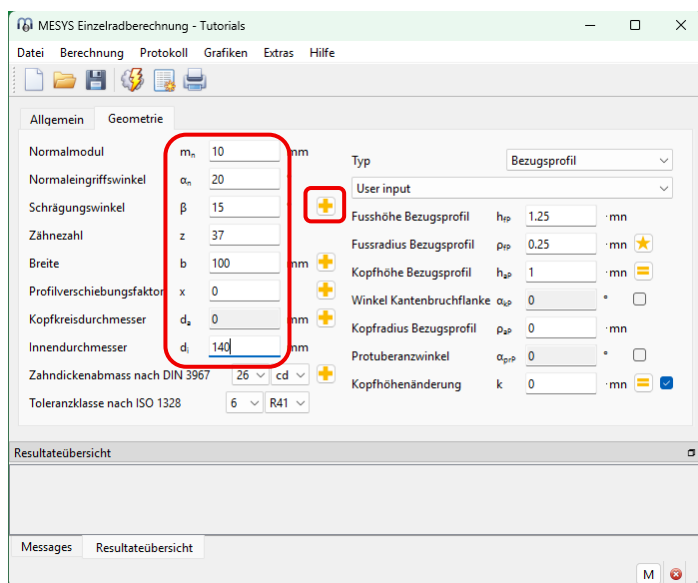 MESYS Einzelradberechnung - Tutorials
Datei Berechnung Protokoll Grafiken Extras Hilfe
Allgemein Geometrie
Normalmodul mn 10 mm
Normaleingriffswinkel αn 20 °
Schrägungswinkel β 15
Zähnezahl z 37
Breite b 100 mm
Profilverschiebungsfaktor x 0
Kopfkreisdurchmesser da 0 mm
Innendurchmesser di 140 mm
Zahndickenabmass nach DIN 3967 26 cd
Toleranzklasse nach ISO 1328 6 R41
Typ Bezugsprofil
User input
Fusshöhe Bezugsprofil hfP 1.25 ·mn
Fussradius Bezugsprofil ρfP 0.25 ·mn
Kopfhöhe Bezugsprofil haP 1 ·mn
Winkel Kantenbruchflanke αkP 0 °
Kopfradius Bezugsprofil ρaP 0 ·mn
Protuberanzwinkel αprP 0 °
Kopfhöhenänderung k 0 ·mn
Resultateübersicht
Messages Resultateübersicht
M